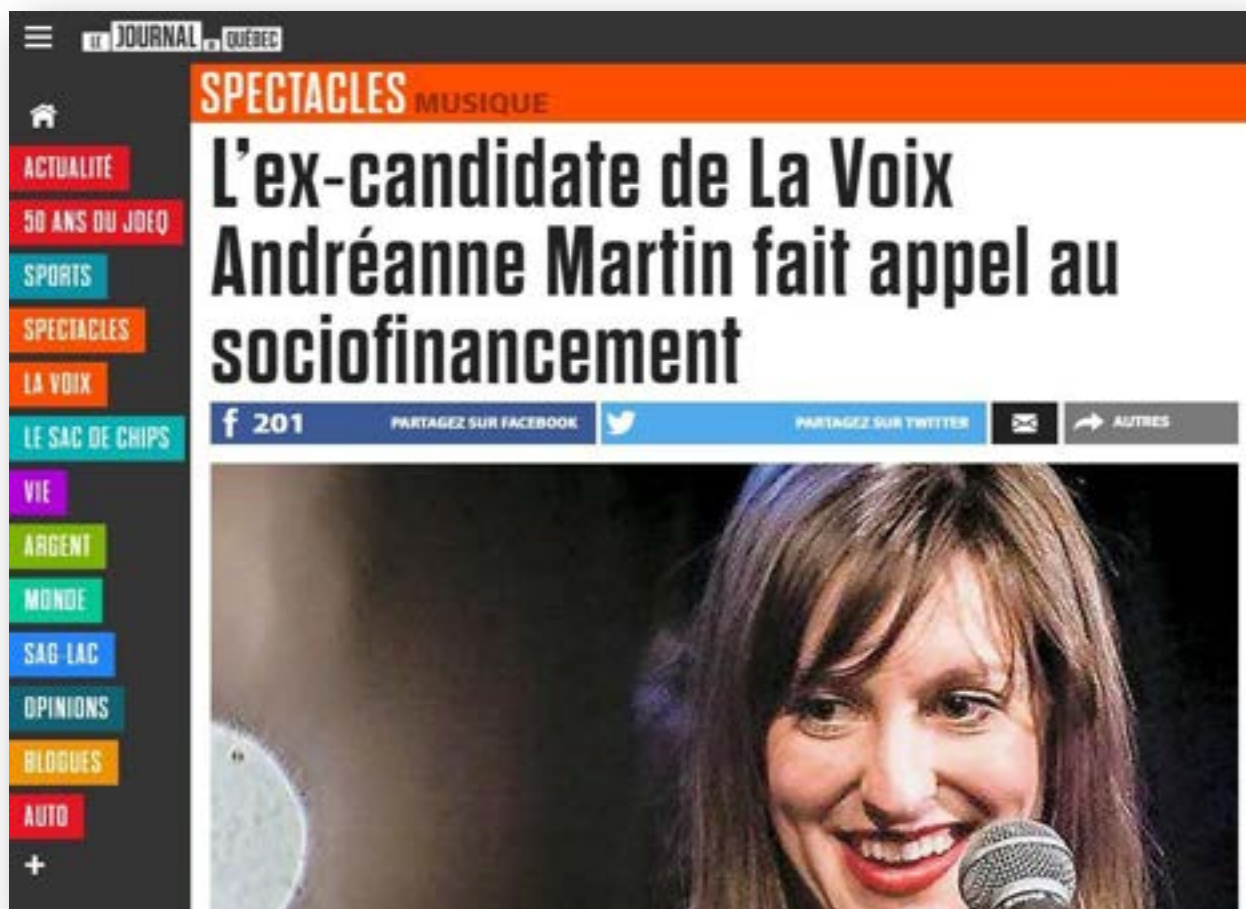 LE JOURNAL DE QUÉBEC
SPECTACLES MUSIQUE
ACTUALITÉ
50 ANS DU JDEQ
SPORTS
SPECTACLES
LA VOIX
LE SAC DE CHIPS
VIE
ARGENT
MONDE
SAG-LAC
OPINIONS
BLOGUES
AUTO
+
L'ex-candidate de La Voix
Andréanne Martin fait appel au
sociofinancement
f 201 PARTAGEZ SUR FACEBOOK PARTAGEZ SUR TWITTER AUTRES